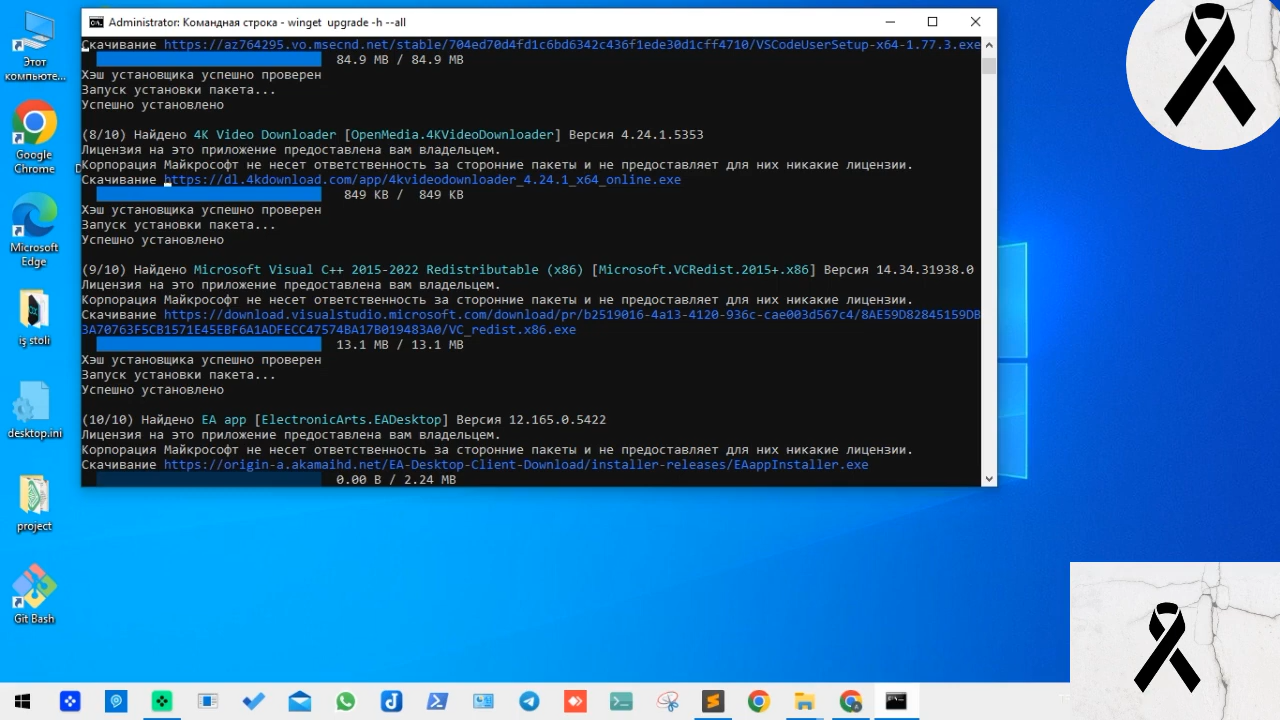 Administrator: Командная строка - winget  upgrade -h --all
Скачивание https://az764295.vo.msecnd.net/stable/704ed70d4fd1c6bd6342c436f1ede30d1cff4710/VSCodeUserSetup-x64-1.77.3.exe
84.9 MB / 84.9 MB
Хэш установщика успешно проверен
Запуск установки пакета...
Успешно установлено
(8/10) Найдено 4K Video Downloader [OpenMedia.4KVideoDownloader] Версия 4.24.1.5353
Лицензия на это приложение предоставлена вам владельцем.
Корпорация Майкрософт не несет ответственность за сторонние пакеты и не предоставляет для них никакие лицензии.
Скачивание https://dl.4kdownload.com/app/4kvideodownloader_4.24.1_x64_online.exe
849 KB /  849 KB
Хэш установщика успешно проверен
Запуск установки пакета...
Успешно установлено
(9/10) Найдено Microsoft Visual C++ 2015-2022 Redistributable (x86) [Microsoft.VCRedist.2015+.x86] Версия 14.34.31938.0
Лицензия на это приложение предоставлена вам владельцем.
Корпорация Майкрософт не несет ответственность за сторонние пакеты и не предоставляет для них никакие лицензии.
Скачивание https://download.visualstudio.microsoft.com/download/pr/b2519016-4a13-4120-936c-cae003d567c4/8AE59D82845159DB
3A70763F5CB1571E45EBF6A1ADFECC47574BA17B019483A0/VC_redist.x86.exe
13.1 MB / 13.1 MB
Хэш установщика успешно проверен
Запуск установки пакета...
Успешно установлено
(10/10) Найдено EA app [ElectronicArts.EADesktop] Версия 12.165.0.5422
Лицензия на это приложение предоставлена вам владельцем.
Корпорация Майкрософт не несет ответственность за сторонние пакеты и не предоставляет для них никакие лицензии.
Скачивание https://origin-a.akamaihd.net/EA-Desktop-Client-Download/installer-releases/EAappInstaller.exe
0.00 B / 2.24 MB
Этот
компьюте...
Google
Chrome
Microsoft
Edge
iş stoli
desktop.ini
project
Git Bash